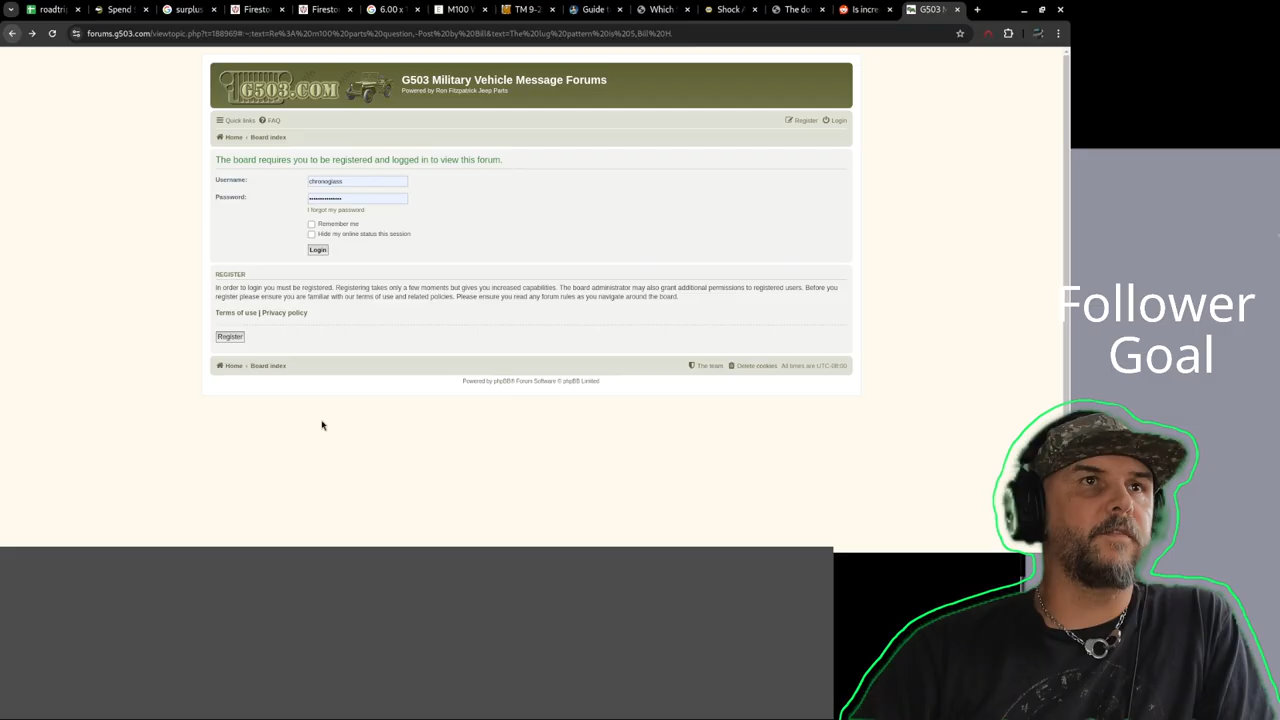 roadtrip
Spend S
surplus
Firesto
Firesto
6.00 x
M100 W
TM 9-2
Guide t
Which
Shock /
The do
Is incre
G503 M
forums.g503.com/viewtopic.php?t=188969#:~:text=Re%3A%20m100%20parts%20question,-Post%20by%20Bill&text=The%20lug%20pattern%20is%205,Bill%20H.
G503.COM
G503 Military Vehicle Message Forums
Powered by Ron Fitzpatrick Jeep Parts
Quick links FAQ
Register Login
Home ‹ Board index
The board requires you to be registered and logged in to view this forum.
Username: chronoglass
Password: ••••••••••••••
I forgot my password
Remember me
Hide my online status this session
Login
REGISTER
In order to login you must be registered. Registering takes only a few moments but gives you increased capabilities. The board administrator may also grant additional permissions to registered users. Before you
register please ensure you are familiar with our terms of use and related policies. Please ensure you read any forum rules as you navigate around the board.
Terms of use | Privacy policy
Register
Home ‹ Board index
The team Delete cookies All times are UTC-08:00
Powered by phpBB® Forum Software © phpBB Limited
Follower
Goal